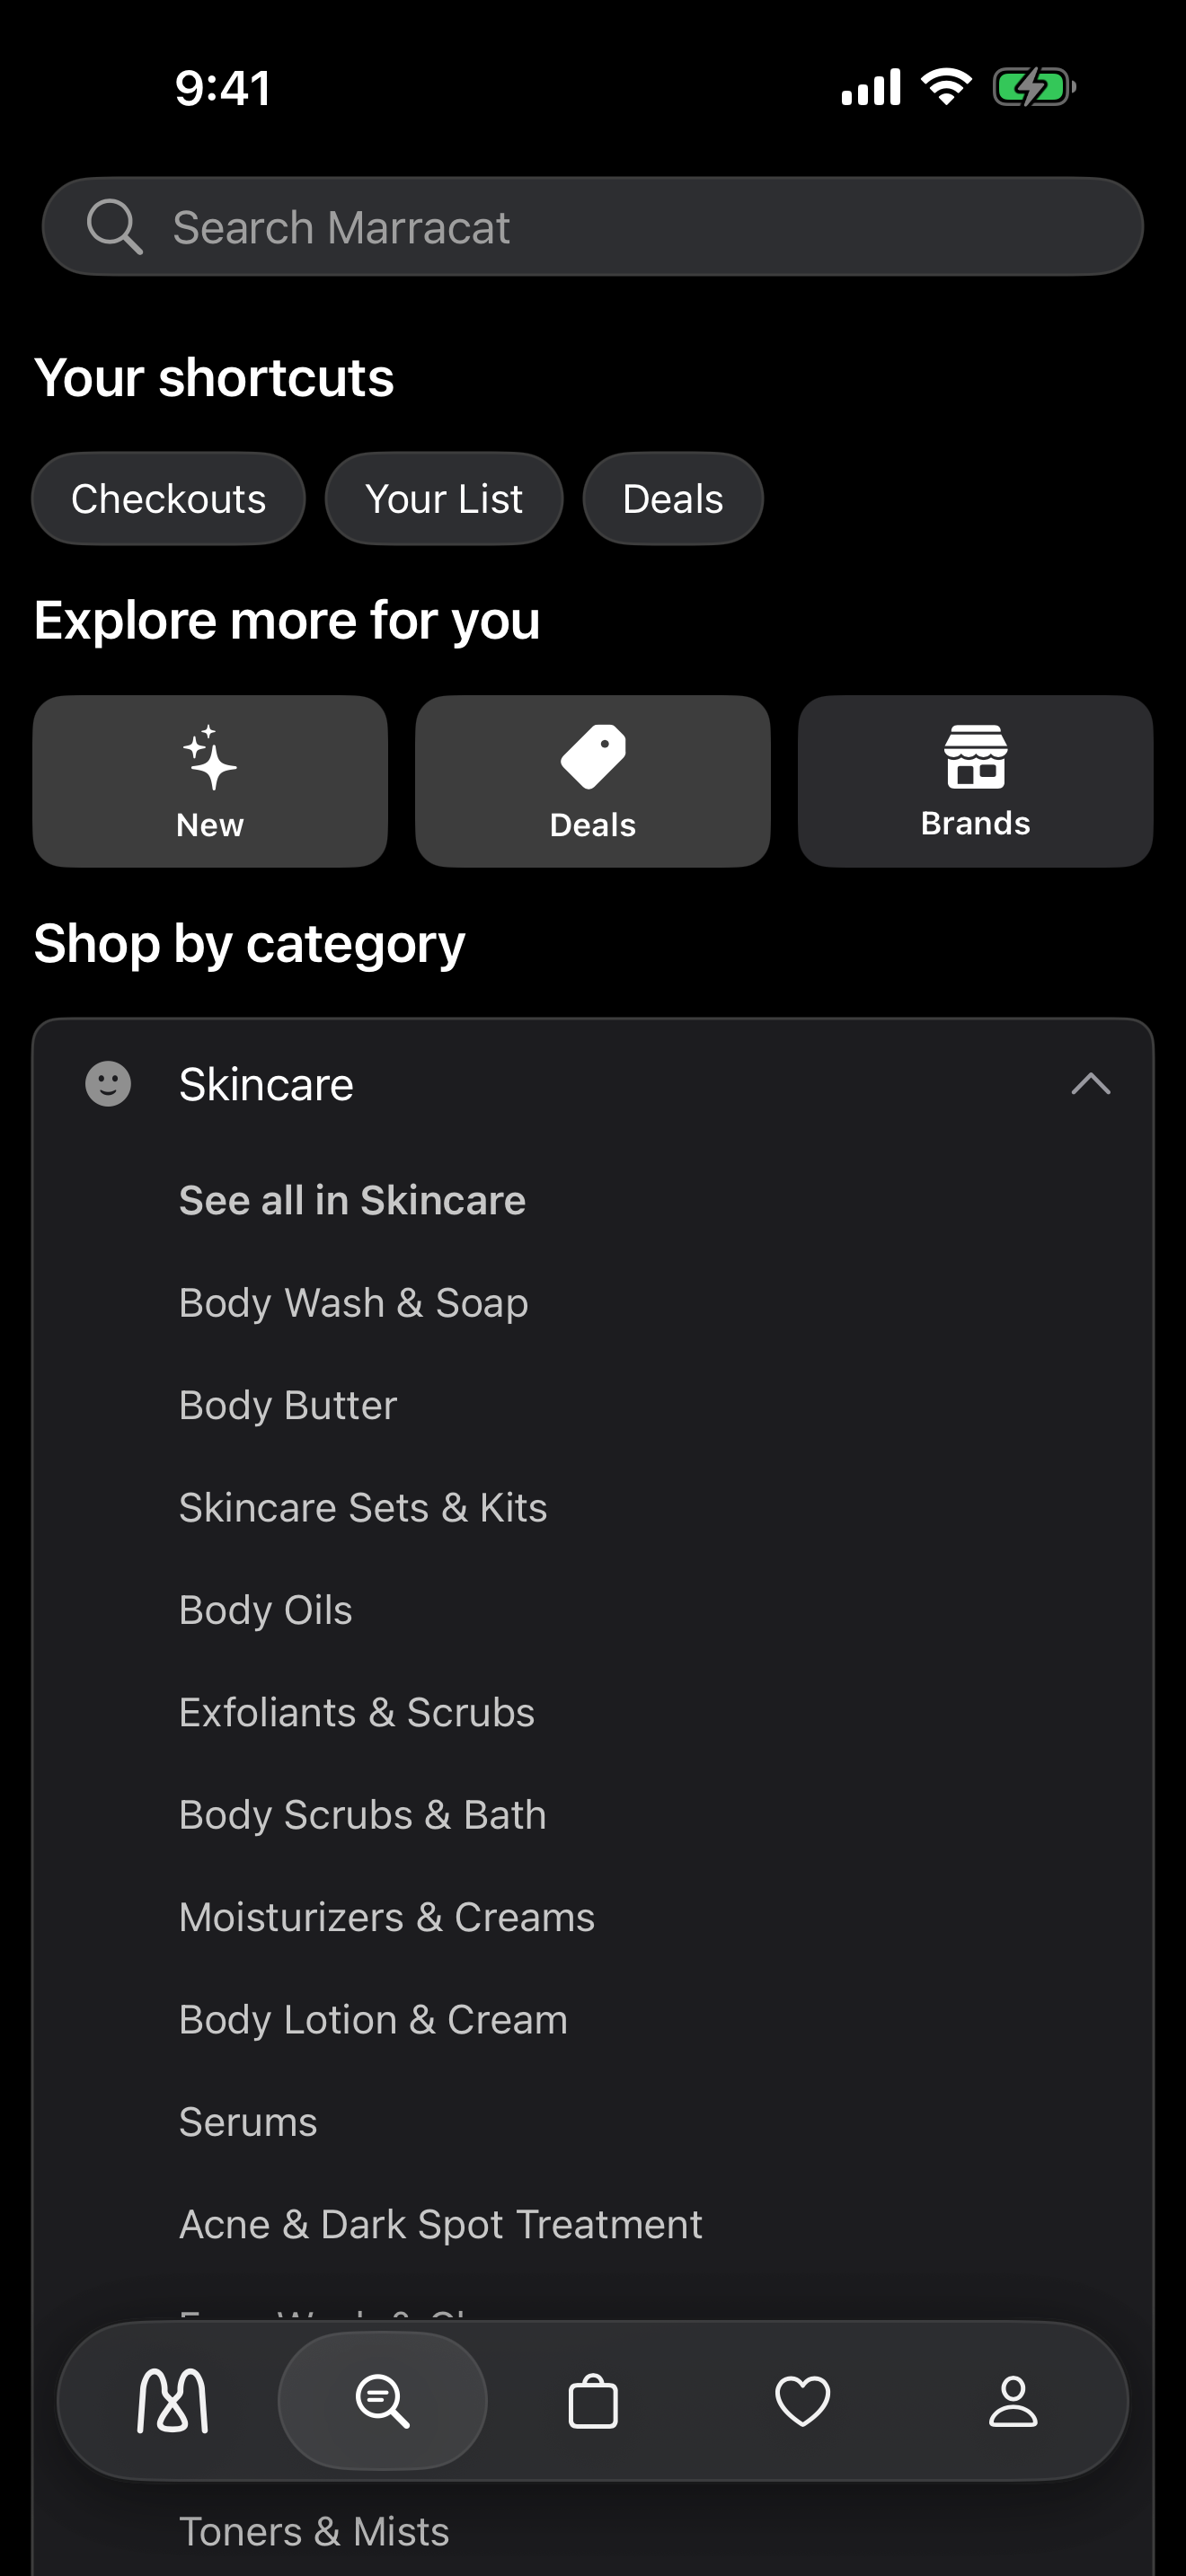 9:41
Search Marracat
Your shortcuts
Checkouts Your List Deals
Explore more for you
New Deals Brands
Shop by category
Skincare
See all in Skincare
Body Wash & Soap
Body Butter
Skincare Sets & Kits
Body Oils
Exfoliants & Scrubs
Body Scrubs & Bath
Moisturizers & Creams
Body Lotion & Cream
Serums
Acne & Dark Spot Treatment
Toners & Mists